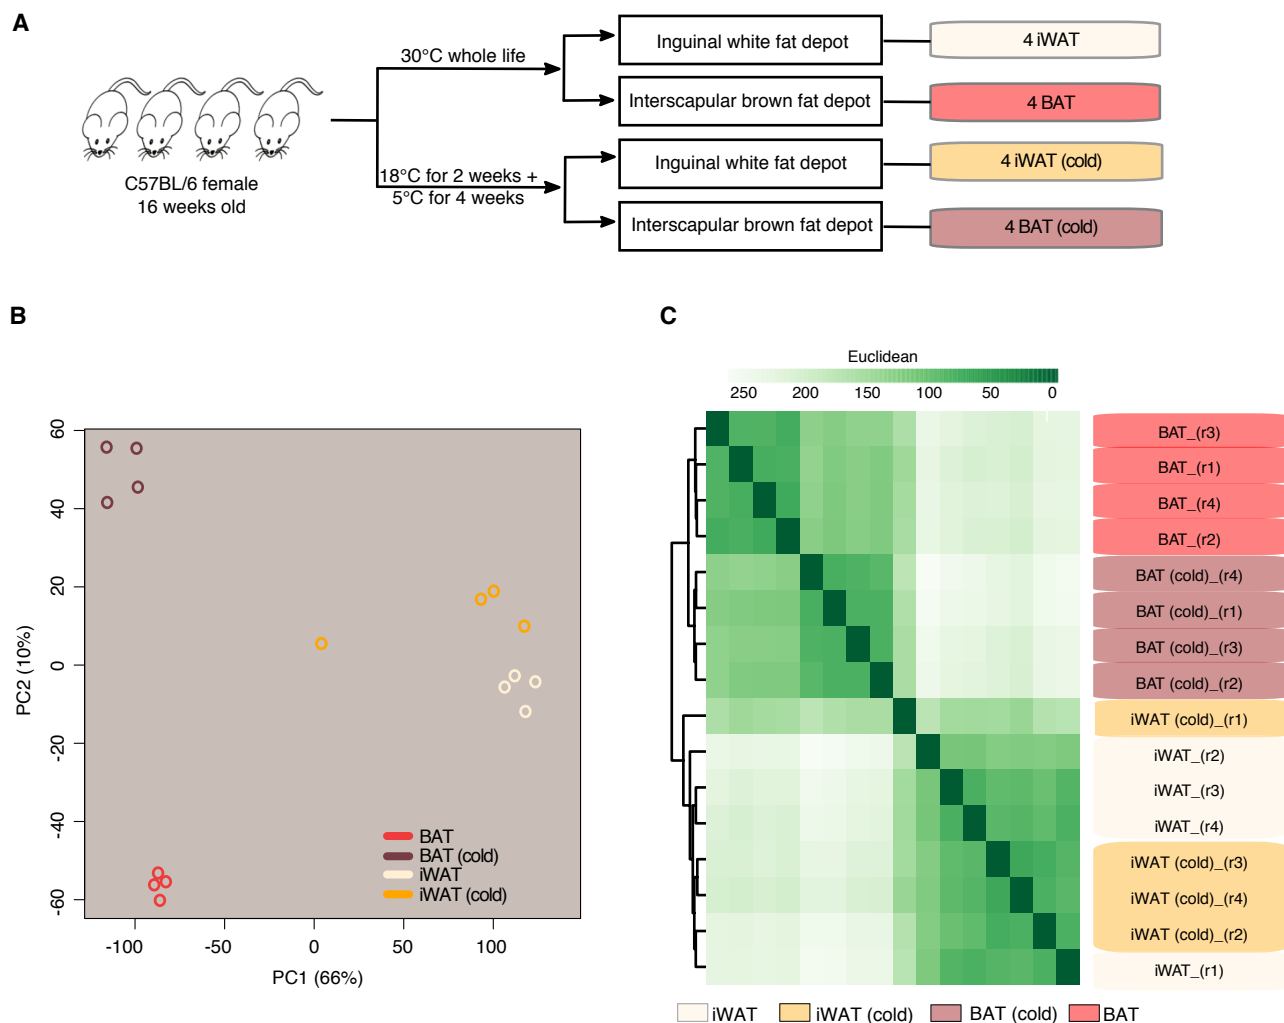 A
C57BL/6 female
16 weeks old
30°C whole life
18°C for 2 weeks +
5°C for 4 weeks
Inguinal white fat depot
4 iWAT
Interscapular brown fat depot
4 BAT
Inguinal white fat depot
4 iWAT (cold)
Interscapular brown fat depot
4 BAT (cold)
B
60
40
20
0
-20
-40
-60
PC2 (10%)
-100
-50
0
50
100
PC1 (66%)
BAT
BAT (cold)
iWAT
iWAT (cold)
C
Euclidean
250
200
150
100
50
0
BAT_(r3)
BAT_(r1)
BAT_(r4)
BAT_(r2)
BAT (cold)_(r4)
BAT (cold)_(r1)
BAT (cold)_(r3)
BAT (cold)_(r2)
iWAT (cold)_(r1)
iWAT_(r2)
iWAT_(r3)
iWAT_(r4)
iWAT (cold)_(r3)
iWAT (cold)_(r4)
iWAT (cold)_(r2)
iWAT_(r1)
iWAT
iWAT (cold)
BAT (cold)
BAT